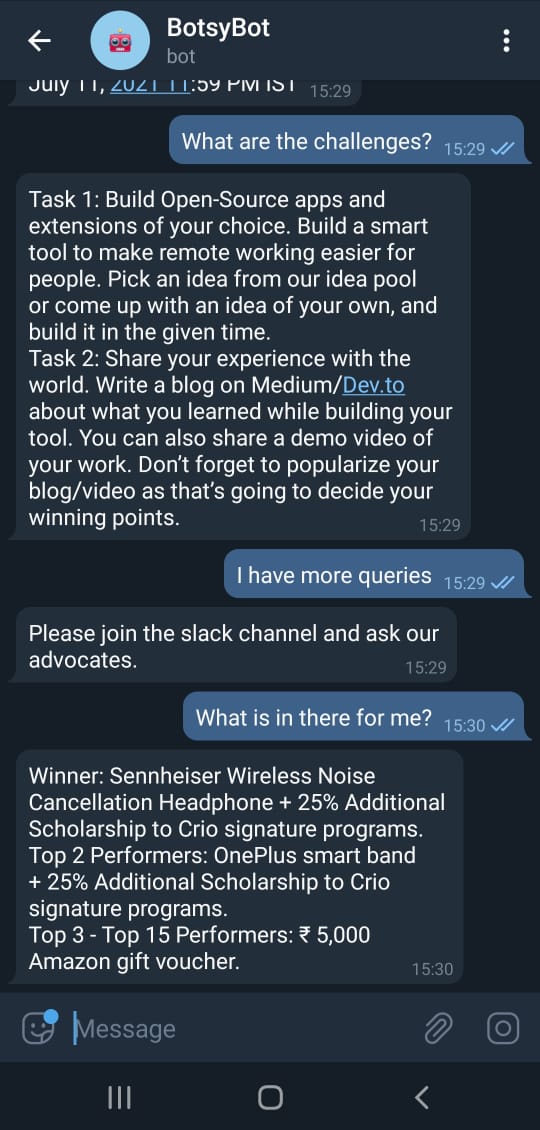 BotsyBot
bot
July 11, 2021 11:59 PM IST 15:29
What are the challenges? 15:29
Task 1: Build Open-Source apps and
extensions of your choice. Build a smart
tool to make remote working easier for
people. Pick an idea from our idea pool
or come up with an idea of your own, and
build it in the given time.
Task 2: Share your experience with the
world. Write a blog on Medium/Dev.to
about what you learned while building your
tool. You can also share a demo video of
your work. Don’t forget to popularize your
blog/video as that’s going to decide your
winning points. 15:29
I have more queries 15:29
Please join the slack channel and ask our
advocates. 15:29
What is in there for me? 15:30
Winner: Sennheiser Wireless Noise
Cancellation Headphone + 25% Additional
Scholarship to Crio signature programs.
Top 2 Performers: OnePlus smart band
+ 25% Additional Scholarship to Crio
signature programs.
Top 3 - Top 15 Performers: ₹ 5,000
Amazon gift voucher. 15:30
Message